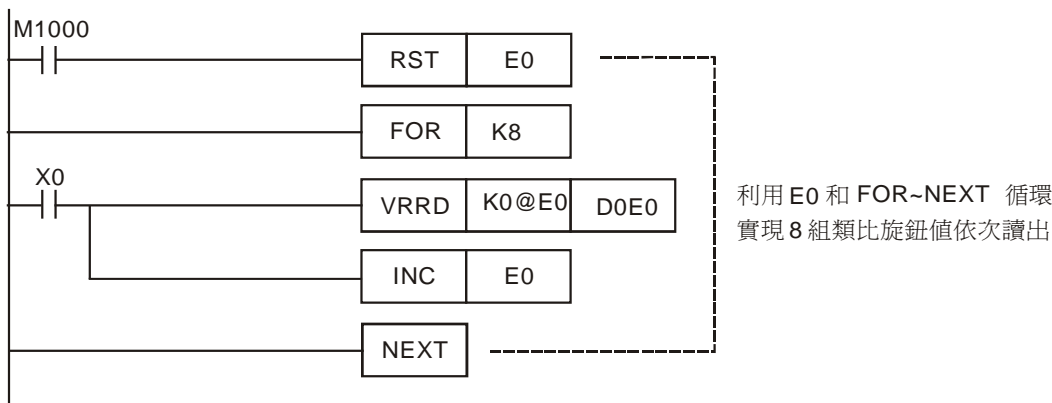 M1000
RST E0
FOR K8
X0
VRRD K0@E0 D0E0
INC E0
NEXT
利用 E0 和 FOR~NEXT 循環
實現 8 組類比旋鈕值依次讀出